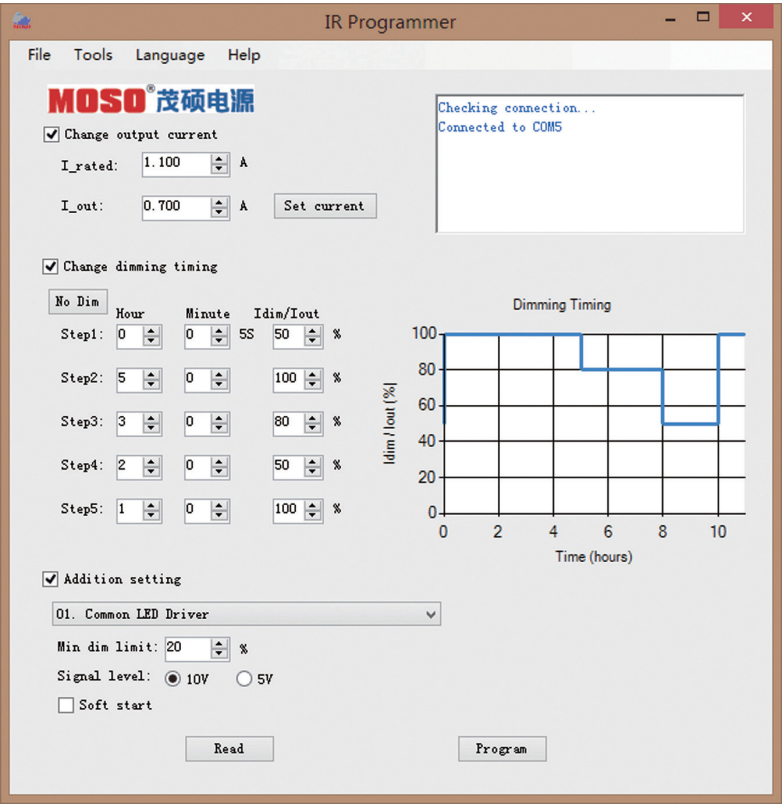 IR Programmer
File Tools Language Help
MOSO®茂硕电源
Checking connection...
Connected to COM5
Change output current
I_rated: 1.100 A
I_out: 0.700 A Set current
Change dimming timing
No Dim
Hour Minute Idim/Iout
Step1: 0 0 5S 50 %
Step2: 5 0 100 %
Step3: 3 0 80 %
Step4: 2 0 50 %
Step5: 1 0 100 %
Dimming Timing
Idim / Iout (%)
100
80
60
40
20
0
0 2 4 6 8 10
Time (hours)
Addition setting
01. Common LED Driver
Min dim limit: 20 %
Signal level: 10V 5V
Soft start
Read Program